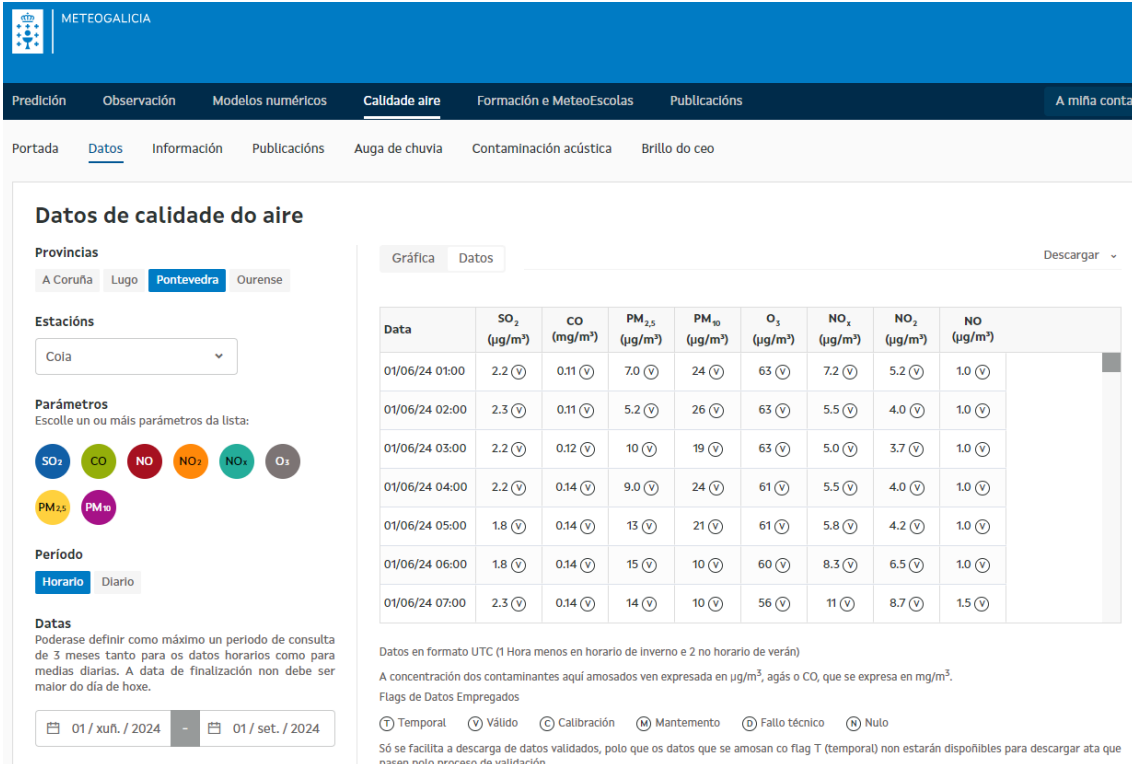 METEOGALICIA
Predición Observación Modelos numéricos Calidade aire Formación e MeteoEscolas Publicacións A miña conta
Portada Datos Información Publicacións Auga de chuvia Contaminación acústica Brillo do ceo
Datos de calidade do aire
Provincias
A Coruña Lugo Pontevedra Ourense
Estacións
Cola
Parámetros
Escolle un ou máis parámetros da lista:
SO₂ CO NO NO₂ NOₓ O₃
PM₂,₅ PM₁₀
Período
Horario Diario
Datas
Poderase definir como máximo un periodo de consulta
de 3 meses tanto para os datos horarios como para
medias diarias. A data de finalización non debe ser
maior do día de hoxe.
01 / xuñ. / 2024 - 01 / set. / 2024
Gráfica Datos Descargar
Data SO₂ (µg/m³) CO (mg/m³) PM₂,₅ (µg/m³) PM₁₀ (µg/m³) O₃ (µg/m³) NOₓ (µg/m³) NO₂ (µg/m³) NO (µg/m³)
01/06/24 01:00 2.2 V 0.11 V 7.0 V 24 V 63 V 7.2 V 5.2 V 1.0 V
01/06/24 02:00 2.3 V 0.11 V 5.2 V 26 V 63 V 5.5 V 4.0 V 1.0 V
01/06/24 03:00 2.2 V 0.12 V 10 V 19 V 63 V 5.0 V 3.7 V 1.0 V
01/06/24 04:00 2.2 V 0.14 V 9.0 V 24 V 61 V 5.5 V 4.0 V 1.0 V
01/06/24 05:00 1.8 V 0.14 V 13 V 21 V 61 V 5.8 V 4.2 V 1.0 V
01/06/24 06:00 1.8 V 0.14 V 15 V 10 V 60 V 8.3 V 6.5 V 1.0 V
01/06/24 07:00 2.3 V 0.14 V 14 V 10 V 56 V 11 V 8.7 V 1.5 V
Datos en formato UTC (1 Hora menos en horario de inverno e 2 no horario de verán)
A concentración dos contaminantes aquí amosados ven expresada en µg/m³, agás o CO, que se expresa en mg/m³.
Flags de Datos Empregados
T Temporal V Válido C Calibración M Mantemento D Fallo técnico N Nulo
Só se facilita a descarga de datos validados, polo que os datos que se amosan co flag T (temporal) non estarán dispoñibles para descargar ata que
pasen polo proceso de validación.